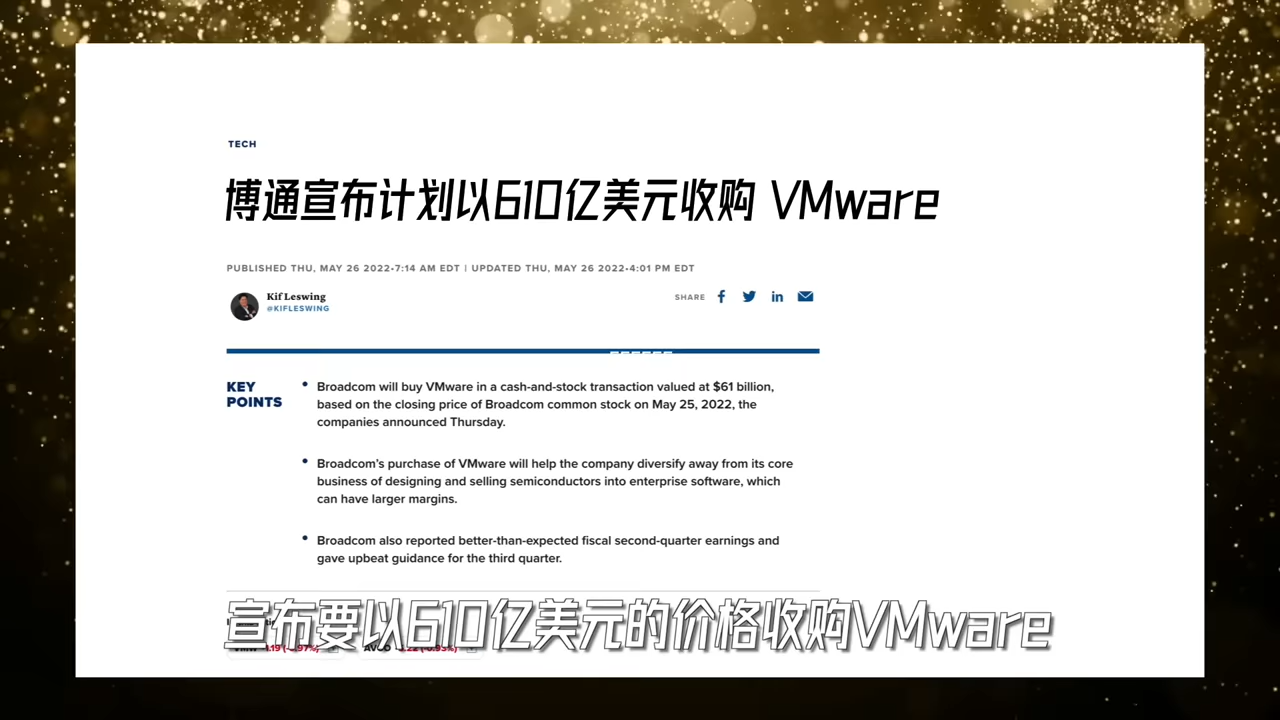 TECH
博通宣布计划以610亿美元收购 VMware
PUBLISHED THU, MAY 26 2022•7:14 AM EDT | UPDATED THU, MAY 26 2022•4:01 PM EDT
Kif Leswing
@KIFLESWING
SHARE
KEY
POINTS
• Broadcom will buy VMware in a cash-and-stock transaction valued at $61 billion,
based on the closing price of Broadcom common stock on May 25, 2022, the
companies announced Thursday.
• Broadcom's purchase of VMware will help the company diversify away from its core
business of designing and selling semiconductors into enterprise software, which
can have larger margins.
• Broadcom also reported better-than-expected fiscal second-quarter earnings and
gave upbeat guidance for the third quarter.
宣布要以610亿美元的价格收购VMware